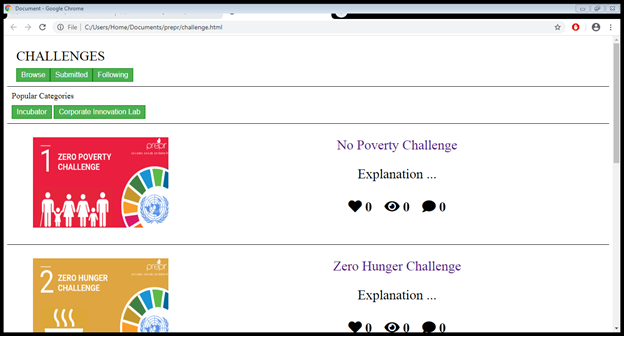 Document - Google Chrome
File | C:/Users/Home/Documents/prepr/challenge.html
CHALLENGES
Browse Submitted Following
Popular Categories
Incubator Corporate Innovation Lab
prepr
1 ZERO POVERTY
CHALLENGE
No Poverty Challenge
Explanation ...
0 0 0
prepr
2 ZERO HUNGER
CHALLENGE
Zero Hunger Challenge
Explanation ...
0 0 0